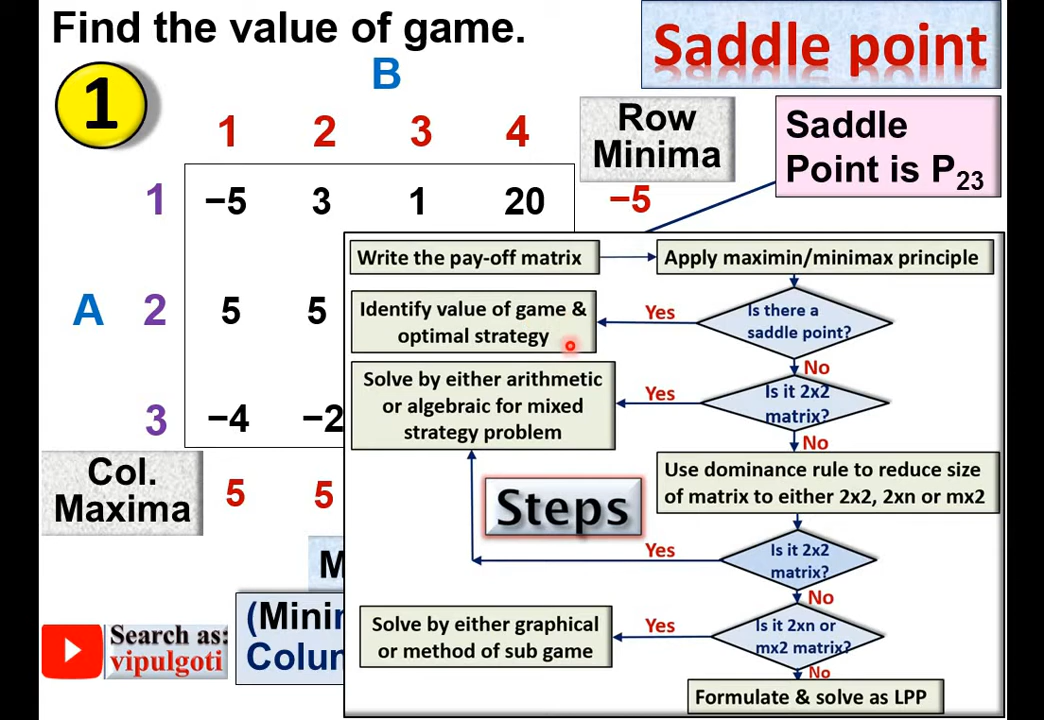 Find the value of game.
Saddle point
1
B
1 2 3 4
Row
Minima
Saddle
Point is P23
1 −5 3 1 20 −5
A 2 5 5
3 −4 −2
Col.
Maxima
5 5
M
(Minin
Colun
Search as:
vipulgoti
Write the pay-off matrix
Apply maximin/minimax principle
Is there a
saddle point?
Yes
Identify value of game &
optimal strategy
No
Is it 2x2
matrix?
Yes
Solve by either arithmetic
or algebraic for mixed
strategy problem
No
Use dominance rule to reduce size
of matrix to either 2x2, 2xn or mx2
Steps
Is it 2x2
matrix?
Yes
No
Is it 2xn or
mx2 matrix?
Yes
Solve by either graphical
or method of sub game
No
Formulate & solve as LPP